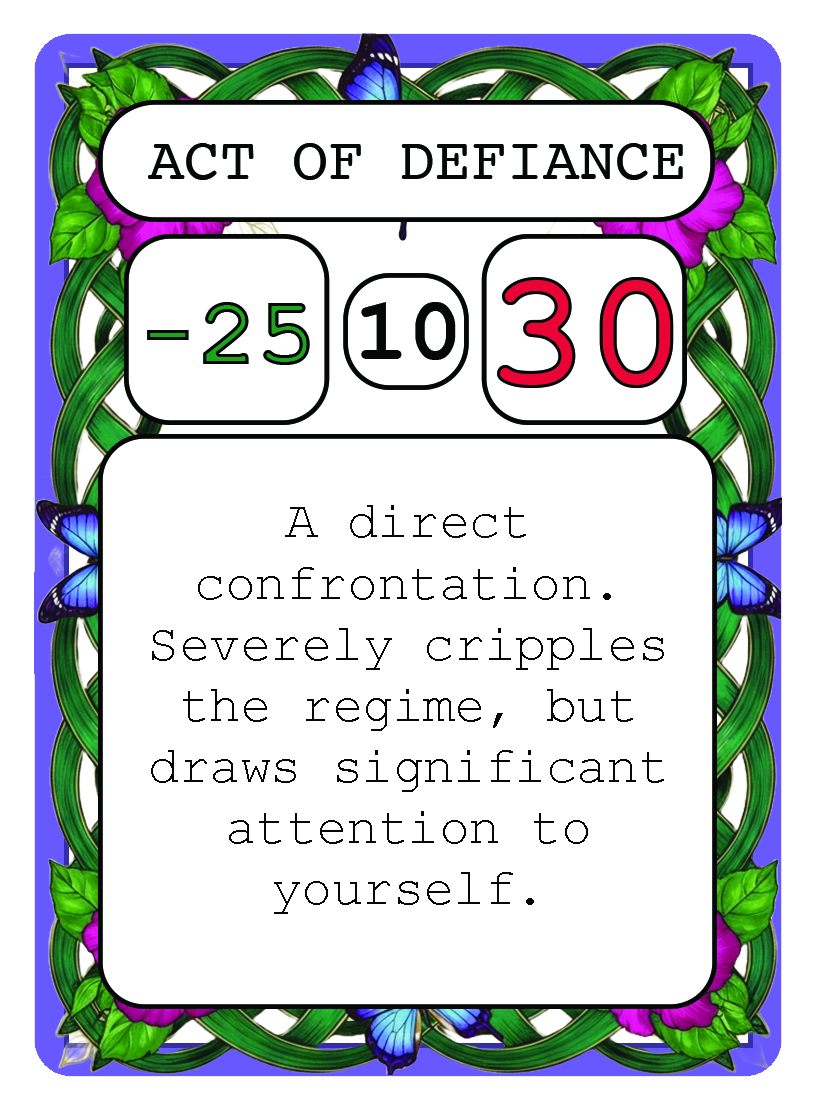 ACT OF DEFIANCE
-25 10 30
A direct
confrontation.
Severely cripples
the regime, but
draws significant
attention to
yourself.